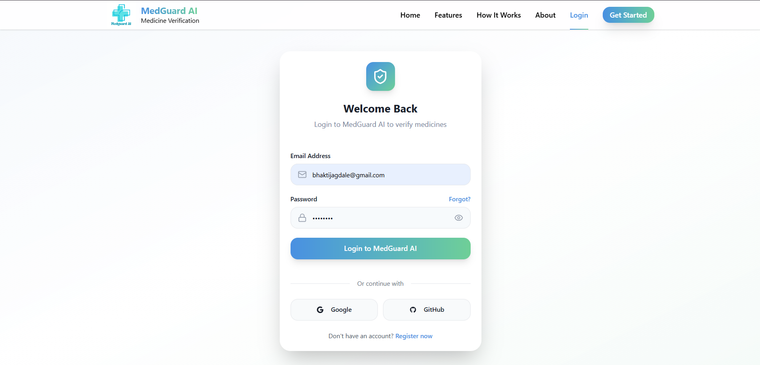 MedGuard AI
Medicine Verification
Medguard AI
Home Features How It Works About Login Get Started
Welcome Back
Login to MedGuard AI to verify medicines
Email Address
bhaktijagdale@gmail.com
Password Forgot?
••••••••
Login to MedGuard AI
Or continue with
Google GitHub
Don't have an account? Register now